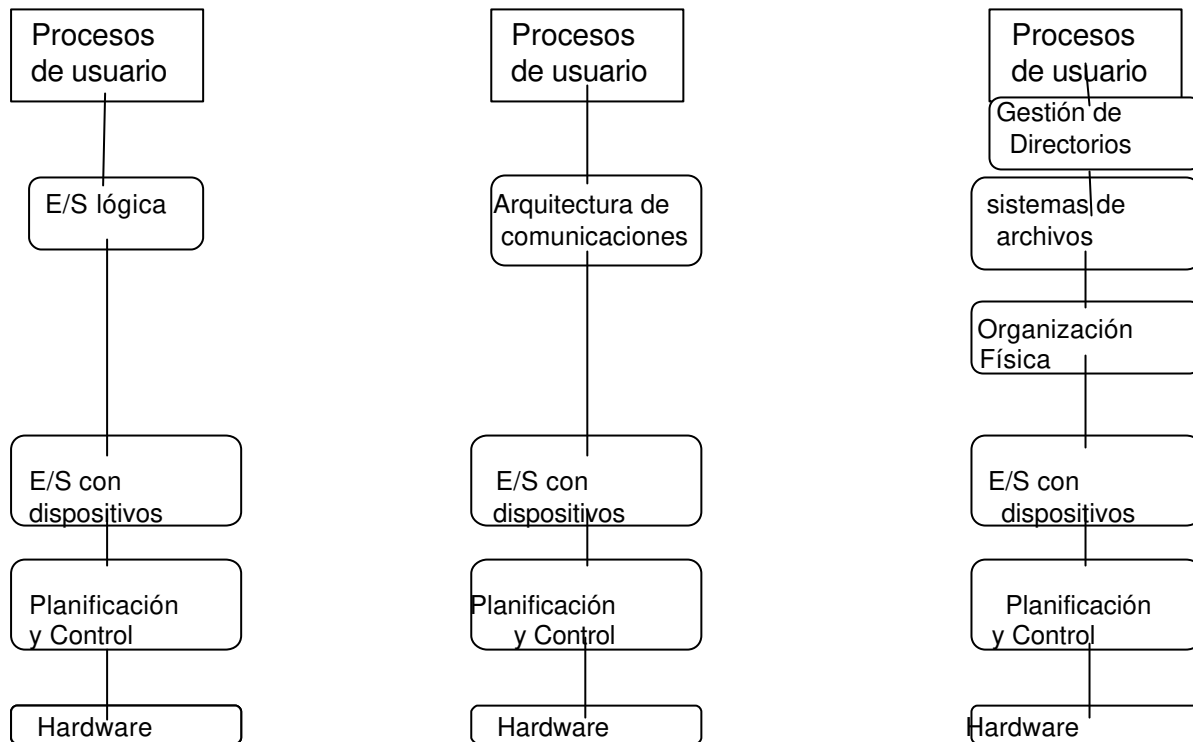 Procesos
de usuario
E/S lógica
E/S con
dispositivos
Planificación
y Control
Hardware
Procesos
de usuario
Arquitectura de
comunicaciones
E/S con
dispositivos
Planificación
y Control
Hardware
Procesos
de usuario
Gestión de
Directorios
sistemas de
archivos
Organización
Física
E/S con
dispositivos
Planificación
y Control
Hardware